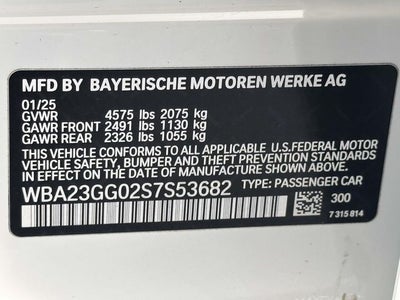 MFD BY BAYERISCHE MOTOREN WERKE AG
01/25
GVWR 4575 lbs 2075 kg
GAWR FRONT 2491 lbs 1130 kg
GAWR REAR 2326 lbs 1055 kg
THIS VEHICLE CONFORMS TO ALL APPLICABLE U.S.FEDERAL MOTOR
VEHICLE SAFETY, BUMPER AND THEFT PREVENTION STANDARDS
IN EFFECT ON THE DATE OF MANUFACTURE SHOWN ABOVE.
WBA23GG02S7S53682 TYPE: PASSENGER CAR
300
7 315 814